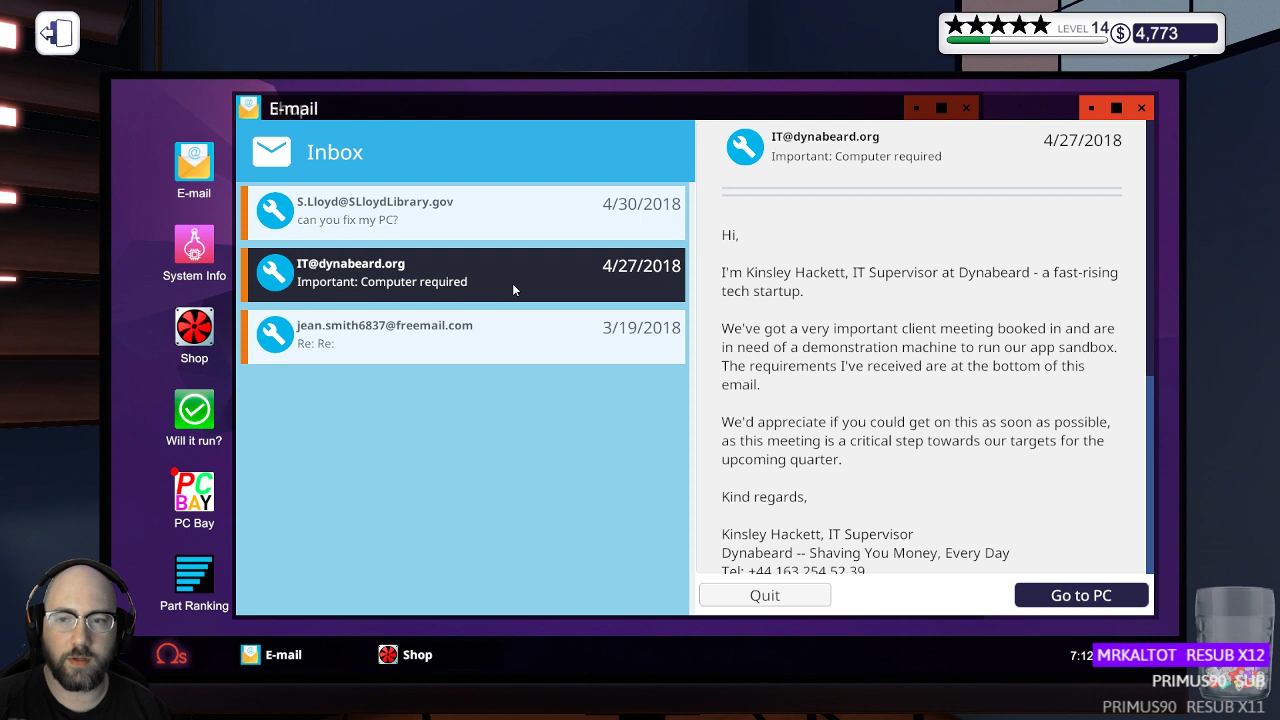 LEVEL 14
$ 4,773
E-mail
Inbox
S.Lloyd@SLloydLibrary.gov
can you fix my PC?
4/30/2018
IT@dynabeard.org
Important: Computer required
4/27/2018
jean.smith6837@freemail.com
Re: Re:
3/19/2018
IT@dynabeard.org
Important: Computer required
4/27/2018
Hi,
I'm Kinsley Hackett, IT Supervisor at Dynabeard - a fast-rising
tech startup.
We've got a very important client meeting booked in and are
in need of a demonstration machine to run our app sandbox.
The requirements I've received are at the bottom of this
email.
We'd appreciate if you could get on this as soon as possible,
as this meeting is a critical step towards our targets for the
upcoming quarter.
Kind regards,
Kinsley Hackett, IT Supervisor
Dynabeard -- Shaving You Money, Every Day
Tel: +44 163 254 52 39
Quit
Go to PC
E-mail
System Info
Shop
Will it run?
PC
BAY
PC Bay
Part Ranking
Ωs
E-mail
Shop
7:12
MRKALTOT RESUB X12
PRIMUS90 SUB
PRIMUS90 RESUB X11